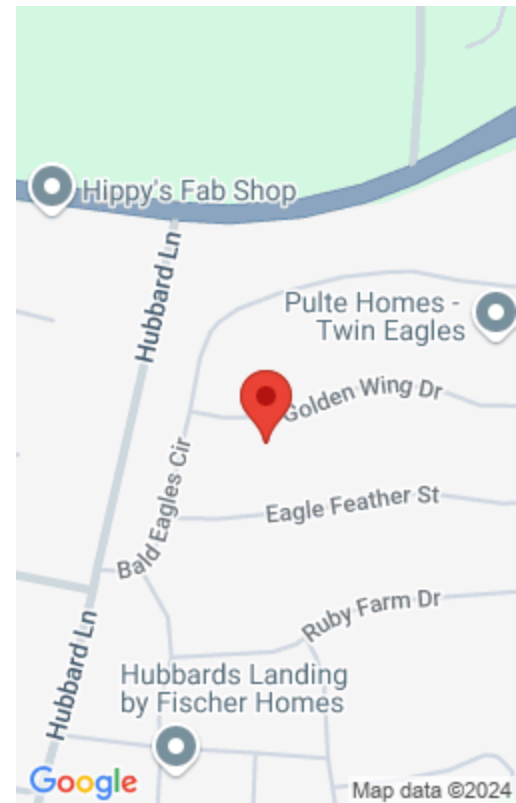 Hippy's Fab Shop
Hubbard Ln
Pulte Homes -
Twin Eagles
Golden Wing Dr
Bald Eagles Cir
Eagle Feather St
Ruby Farm Dr
Hubbard Ln
Hubbards Landing
by Fischer Homes
Google
Map data ©2024